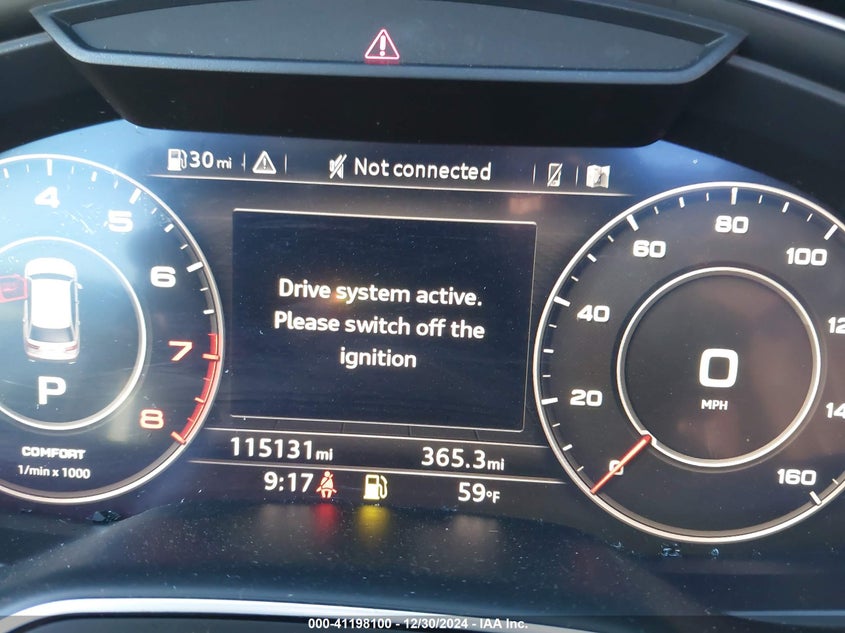 30 mi
Not connected
4
5
6
7
8
P
COMFORT
1/min x 1000
Drive system active.
Please switch off the
ignition
0
20
40
60
80
100
160
0
MPH
115131 mi
365.3 mi
9:17
59°F
000-41198100 - 12/30/2024 - IAA Inc.